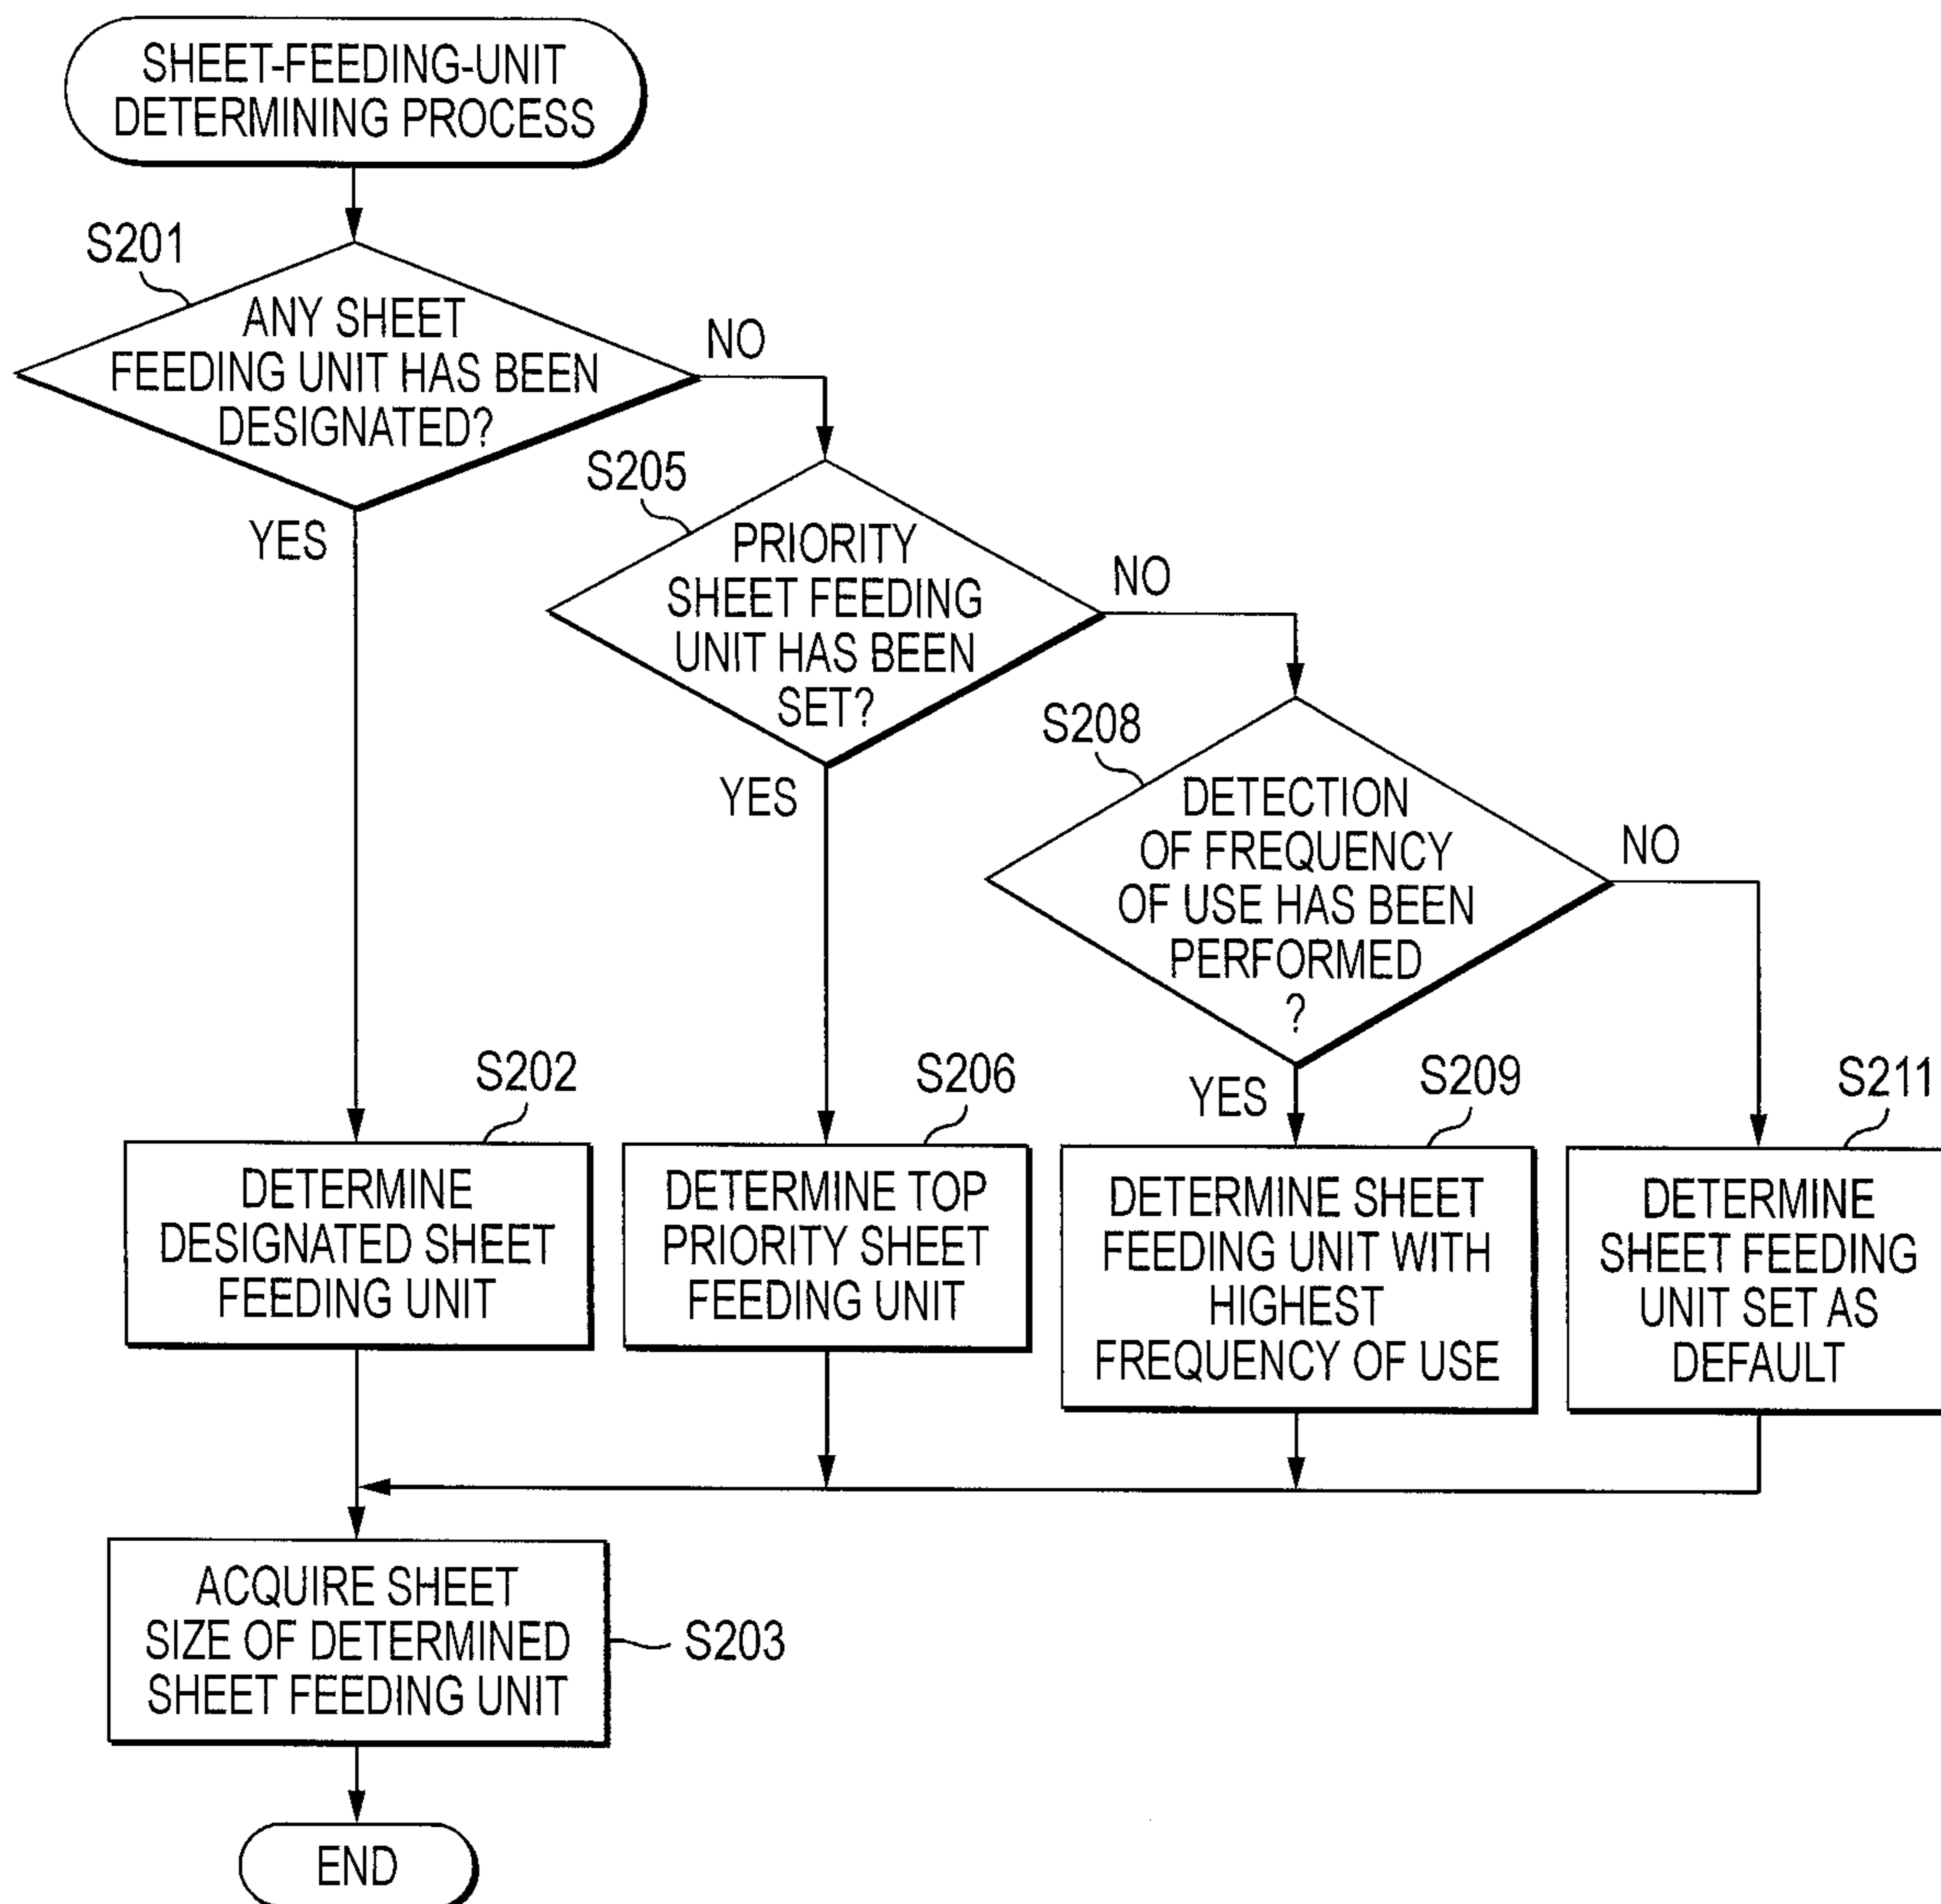 SHEET-FEEDING-UNIT
DETERMINING PROCESS
S201
ANY SHEET
FEEDING UNIT HAS BEEN
DESIGNATED?
NO
YES
S205
PRIORITY
SHEET FEEDING
UNIT HAS BEEN
SET?
NO
YES
S208
DETECTION
OF FREQUENCY
OF USE HAS BEEN
PERFORMED
?
NO
YES
S202
DETERMINE
DESIGNATED SHEET
FEEDING UNIT
S206
DETERMINE TOP
PRIORITY SHEET
FEEDING UNIT
S209
DETERMINE SHEET
FEEDING UNIT WITH
HIGHEST
FREQUENCY OF USE
S211
DETERMINE
SHEET FEEDING
UNIT SET AS
DEFAULT
ACQUIRE SHEET
SIZE OF DETERMINED
SHEET FEEDING UNIT
S203
END